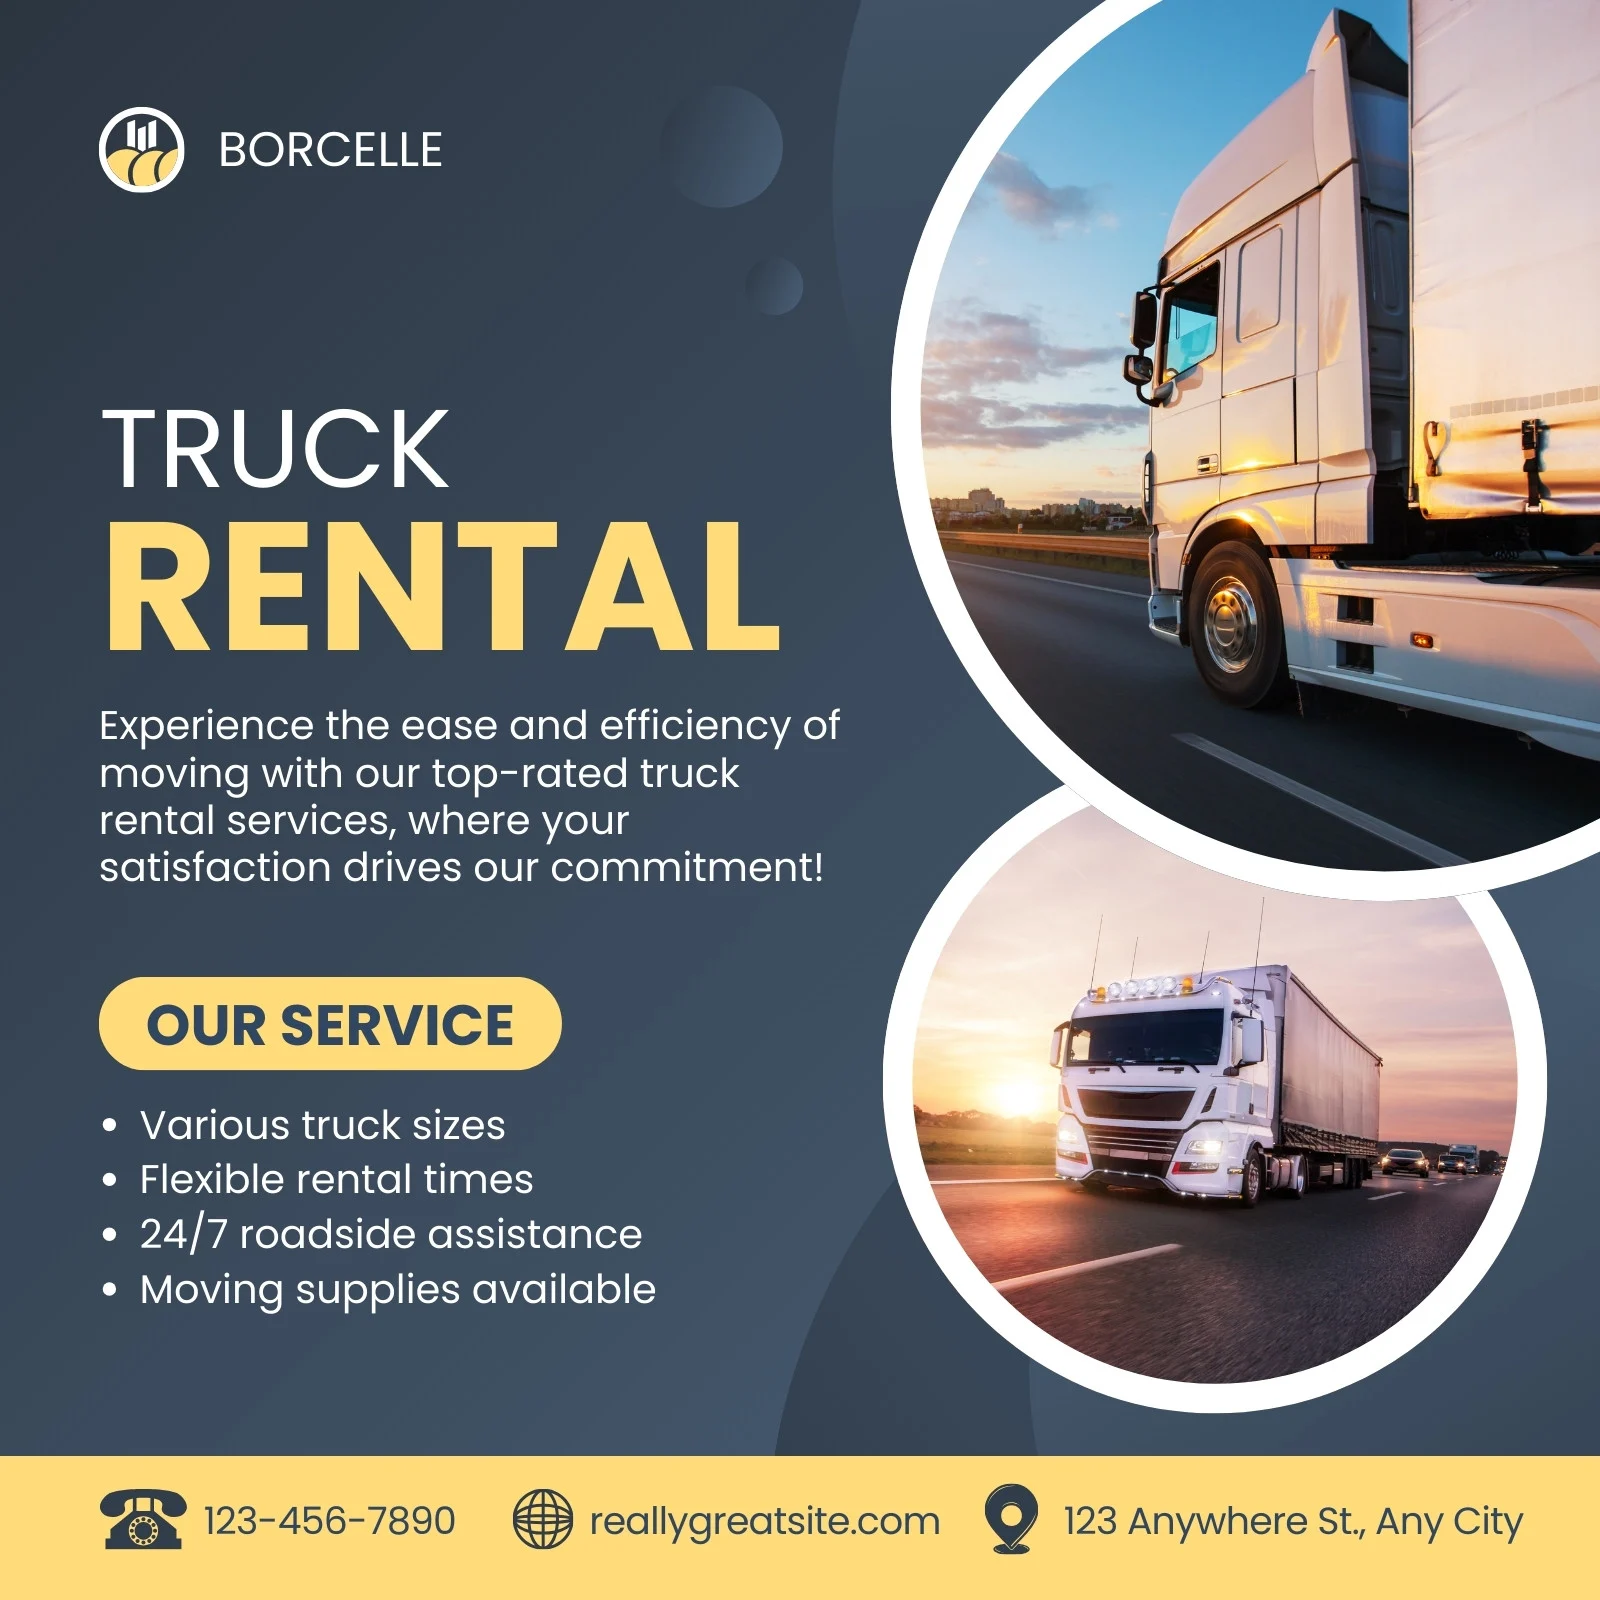 BORCELLE
TRUCK
RENTAL
Experience the ease and efficiency of
moving with our top-rated truck
rental services, where your
satisfaction drives our commitment!
OUR SERVICE
• Various truck sizes
• Flexible rental times
• 24/7 roadside assistance
• Moving supplies available
123-456-7890
reallygreatsite.com
123 Anywhere St., Any City